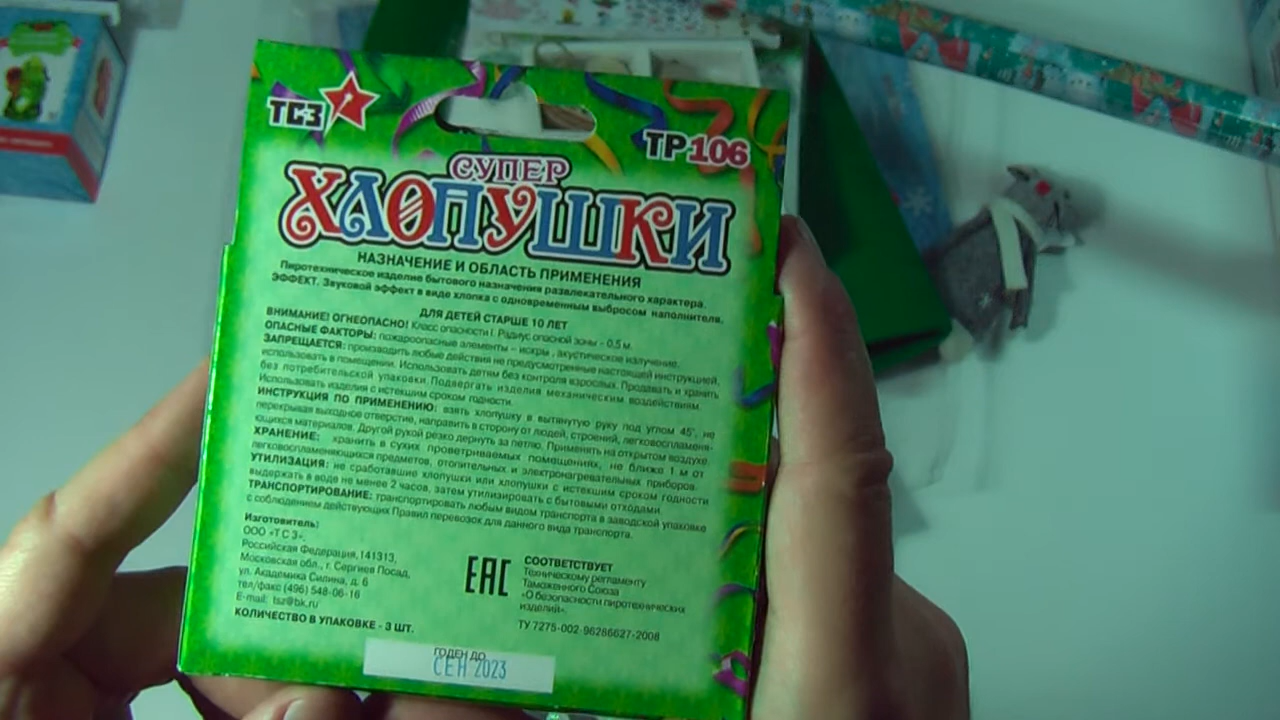 ТСЗ
ТР106
СУПЕР
ХЛОПУШКИ
НАЗНАЧЕНИЕ И ОБЛАСТЬ ПРИМЕНЕНИЯ
Пиротехническое изделие бытового назначения развлекательного характера.
ЭФФЕКТ. Звуковой эффект в виде хлопка с одновременным выбросом наполнителя.
ДЛЯ ДЕТЕЙ СТАРШЕ 10 ЛЕТ
ВНИМАНИЕ! ОГНЕОПАСНО! Класс опасности I. Радиус опасной зоны - 0,5 м.
ОПАСНЫЕ ФАКТОРЫ: пожароопасные элементы – искры , акустическое излучение.
ЗАПРЕЩАЕТСЯ: производить любые действия не предусмотренные настоящей инструкцией,
использовать в помещении. Использовать детям без контроля взрослых. Продавать и хранить
без потребительской упаковки. Подвергать изделия механическим воздействиям.
Использовать изделия с истекшим сроком годности.
ИНСТРУКЦИЯ ПО ПРИМЕНЕНИЮ: взять хлопушку в вытянутую руку под углом 45°, не
перекрывая выходное отверстие, направить в сторону от людей, строений, легковоспламеня-
ющихся материалов. Другой рукой резко дернуть за петлю. Применять на открытом воздухе.
ХРАНЕНИЕ: хранить в сухих проветриваемых помещениях, не ближе 1 м от
легковоспламеняющихся предметов, отопительных и электронагревательных приборов.
УТИЛИЗАЦИЯ: не сработавшие хлопушки или хлопушки с истекшим сроком годности
выдержать в воде не менее 2 часов, затем утилизировать с бытовыми отходами.
ТРАНСПОРТИРОВАНИЕ: транспортировать любым видом транспорта в заводской упаковке
с соблюдением действующих Правил перевозок для данного вида транспорта.
Изготовитель:
ООО «Т С З»,
Российская Федерация, 141313,
Московская обл., г. Сергиев Посад,
ул. Академика Силина, д. 6
тел/факс (496) 548-06-16
E-mail: tsz@bk.ru
КОЛИЧЕСТВО В УПАКОВКЕ - 3 ШТ.
ЕАС
СООТВЕТСТВУЕТ
Техническому регламенту
Таможенного Союза
«О безопасности пиротехнических
изделий».
ТУ 7275-002-96286627-2008
ГОДЕН ДО
СЕН 2023